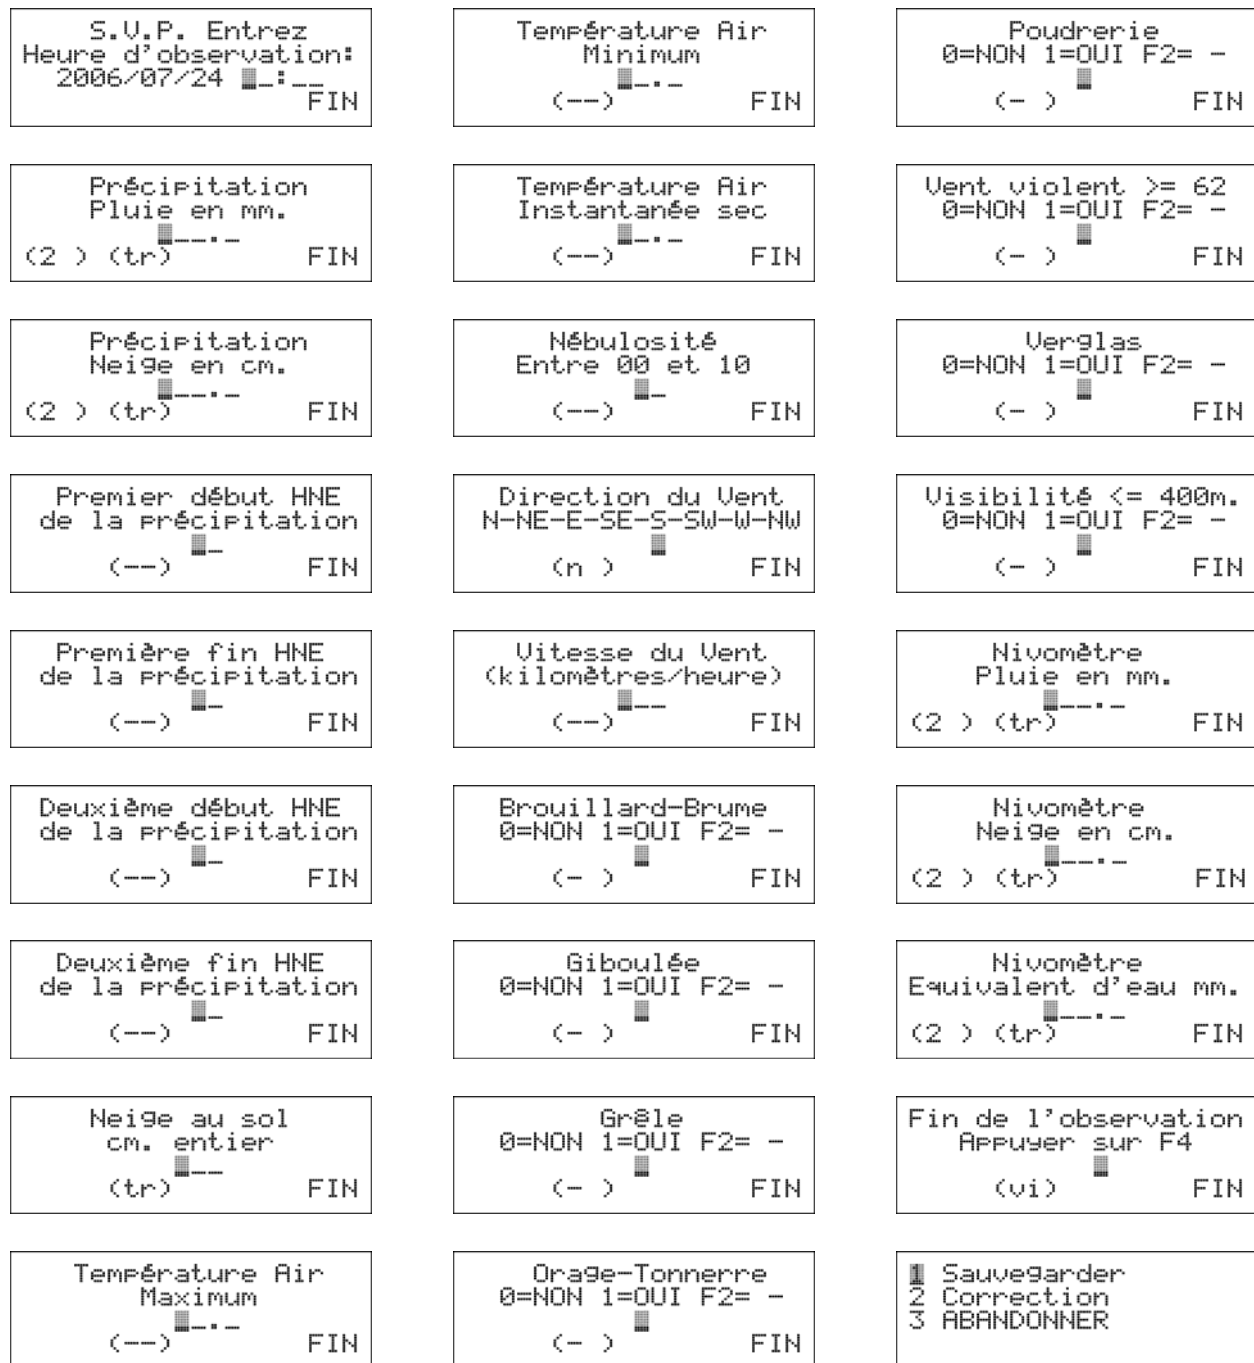 S.V.P. Entrez
Heure d'observation:
2006/07/24 _:__
FIN
Précipitation
Pluie en mm.
___._
(2 ) (tr) FIN
Précipitation
Neige en cm.
___._
(2 ) (tr) FIN
Premier début HNE
de la précipitation
__
(--) FIN
Première fin HNE
de la précipitation
__
(--) FIN
Deuxième début HNE
de la précipitation
__
(--) FIN
Deuxième fin HNE
de la précipitation
__
(--) FIN
Neige au sol
cm. entier
___
(tr) FIN
Température Air
Maximum
__._
(--) FIN
Température Air
Minimum
__._
(--) FIN
Température Air
Instantanée sec
__._
(--) FIN
Nébulosité
Entre 00 et 10
__
(--) FIN
Direction du Vent
N-NE-E-SE-S-SW-W-NW
(n ) FIN
Vitesse du Vent
(kilomètres/heure)
___
(--) FIN
Brouillard-Brume
0=NON 1=OUI F2= -
(- ) FIN
Giboulée
0=NON 1=OUI F2= -
(- ) FIN
Grêle
0=NON 1=OUI F2= -
(- ) FIN
Orage-Tonnerre
0=NON 1=OUI F2= -
(- ) FIN
Poudrerie
0=NON 1=OUI F2= -
(- ) FIN
Vent violent >= 62
0=NON 1=OUI F2= -
(- ) FIN
Verglas
0=NON 1=OUI F2= -
(- ) FIN
Visibilité <= 400m.
0=NON 1=OUI F2= -
(- ) FIN
Nivomètre
Pluie en mm.
___._
(2 ) (tr) FIN
Nivomètre
Neige en cm.
___._
(2 ) (tr) FIN
Nivomètre
Equivalent d'eau mm.
___._
(2 ) (tr) FIN
Fin de l'observation
Appuyer sur F4
(vi) FIN
1 Sauvegarder
2 Correction
3 ABANDONNER